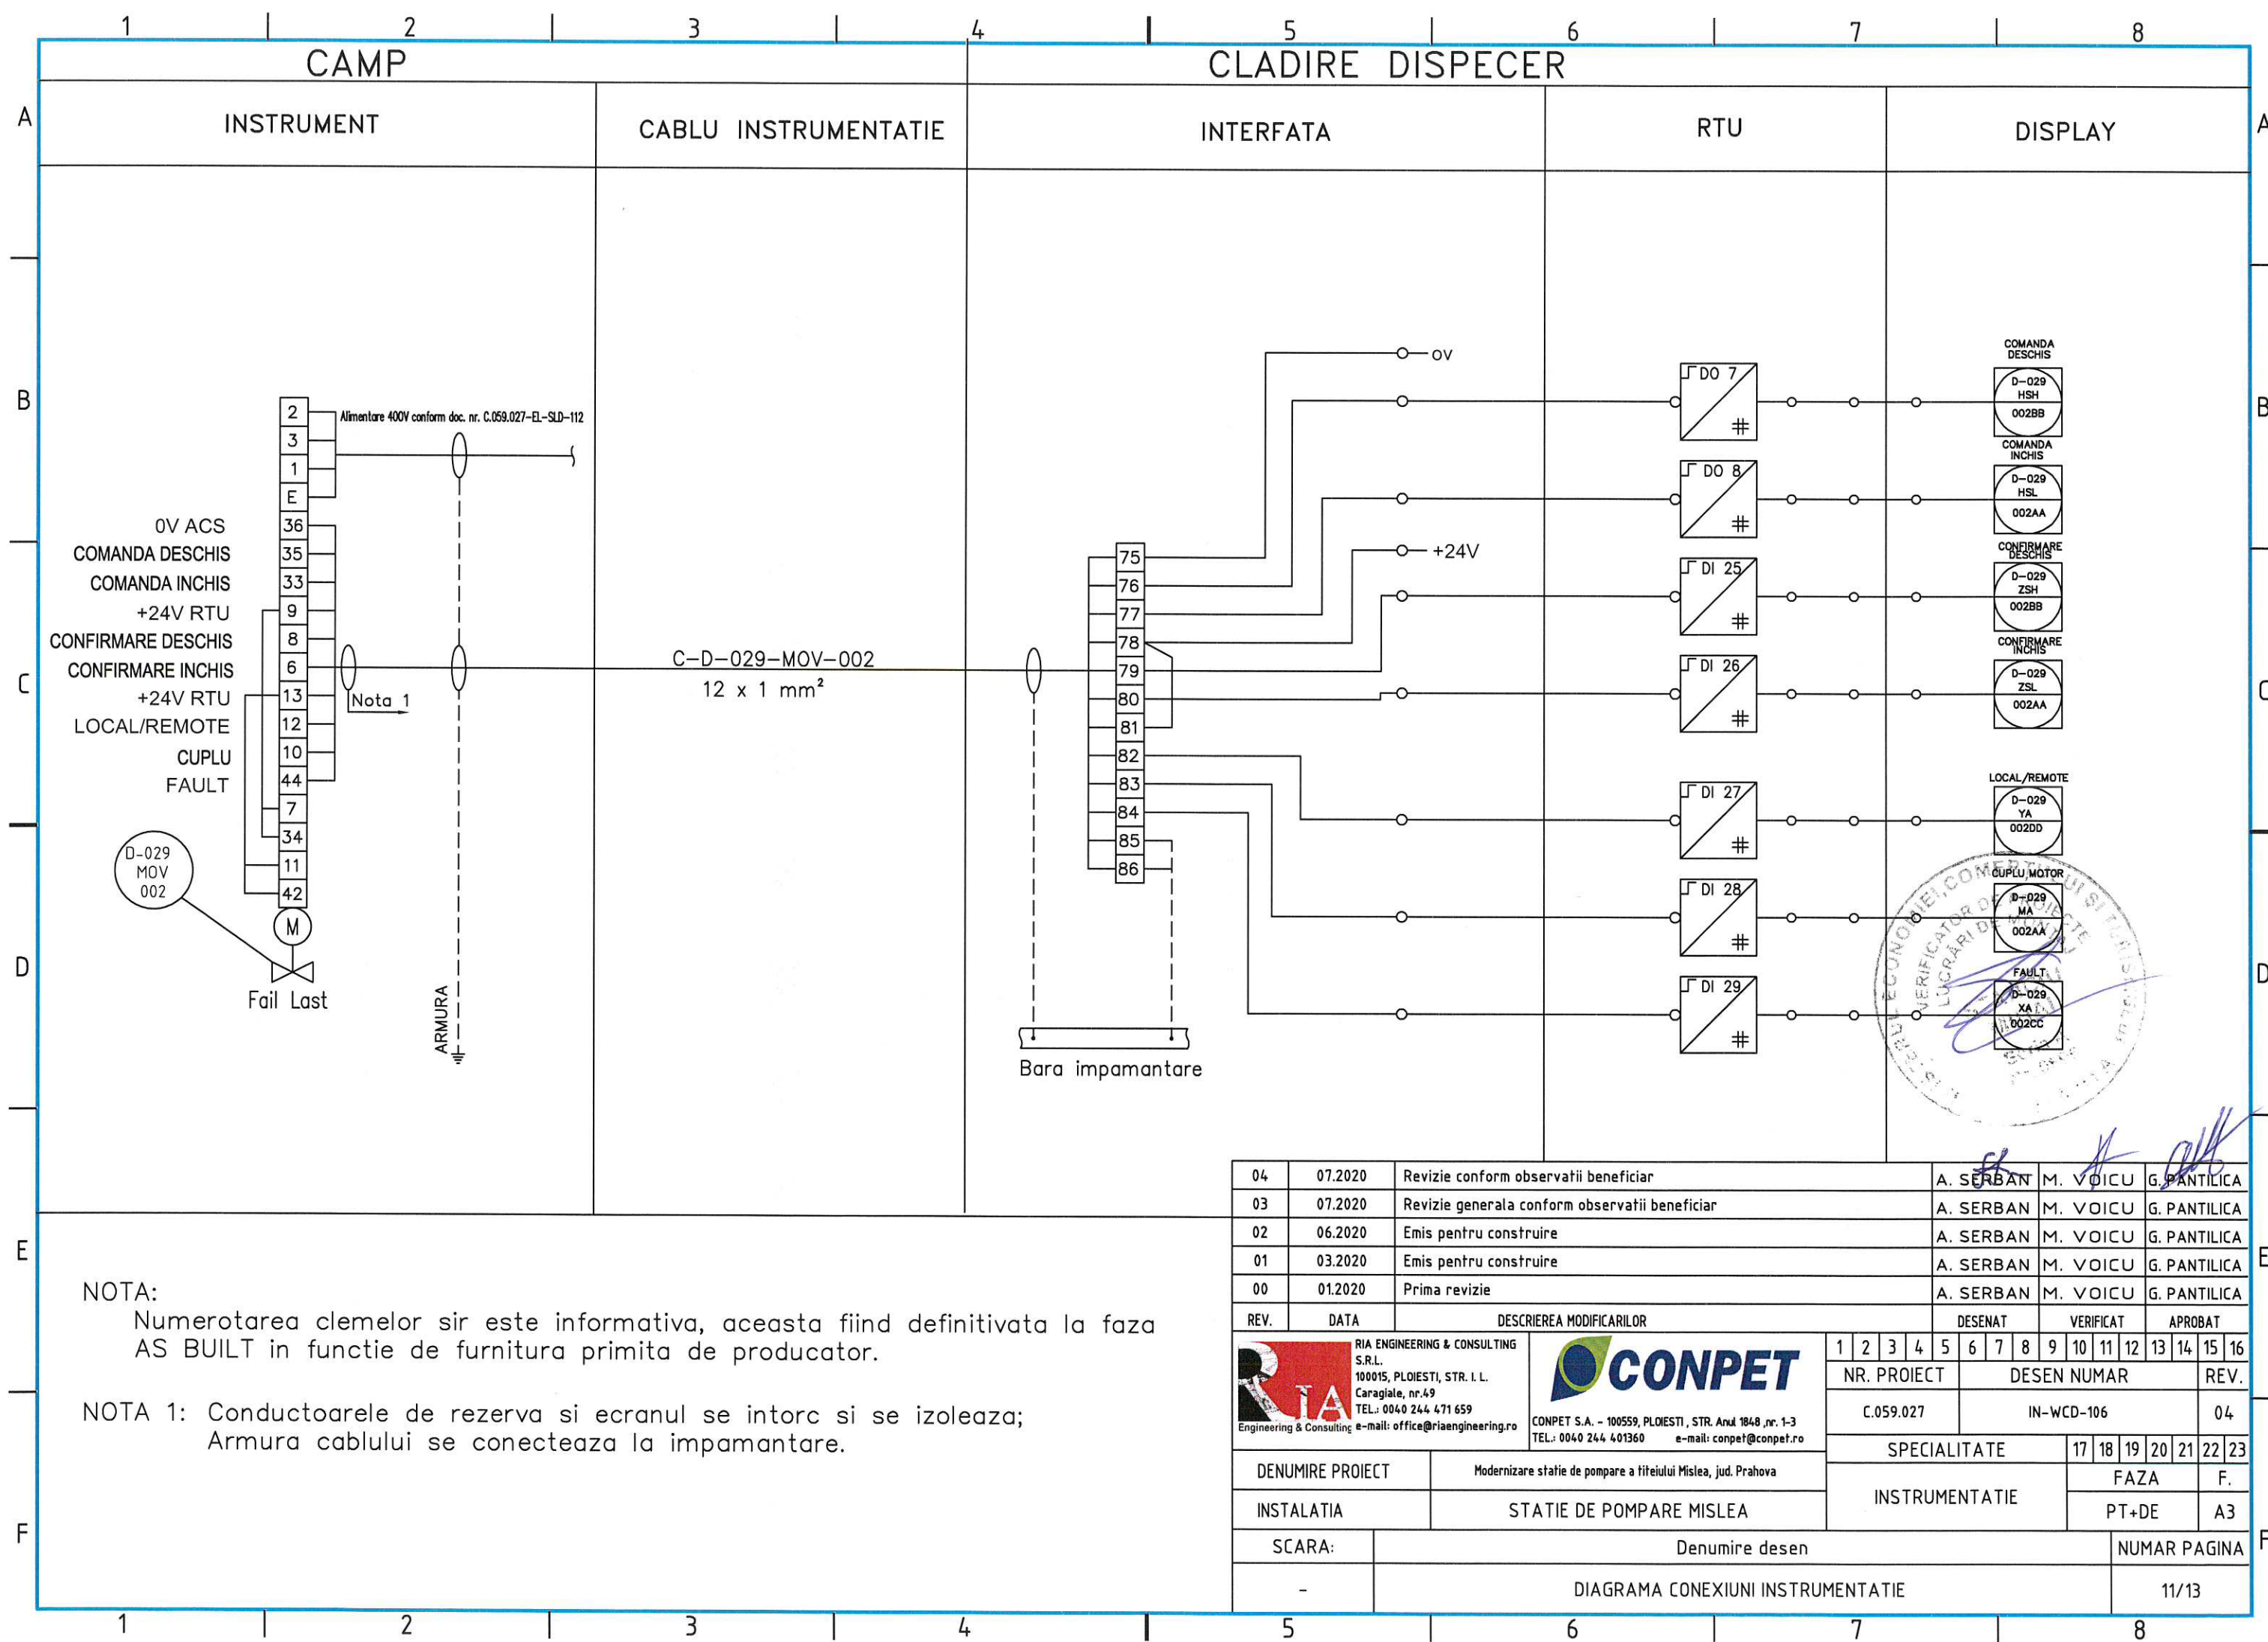 1 2 3 4 5 6 7 8
CAMP
CLADIRE DISPECER
A
A
INSTRUMENT
CABLU INSTRUMENTATIE
INTERFATA
RTU
DISPLAY
B
B
2
3
1
E
36
35
33
9
8
6
13
12
10
44
7
34
11
42
Alimentare 400V conform doc. nr. C.059.027-EL-SLD-112
0V ACS
COMANDA DESCHIS
COMANDA INCHIS
+24V RTU
CONFIRMARE DESCHIS
CONFIRMARE INCHIS
+24V RTU
LOCAL/REMOTE
CUPLU
FAULT
Nota 1
D-029
MOV
002
M
Fail Last
ARMURA
C
C
C-D-029-MOV-002
12 x 1 mm²
75
76
77
78
79
80
81
82
83
84
85
86
0V
+24V
Bara impamantare
DO 7
#
DO 8
#
DI 25
#
DI 26
#
DI 27
#
DI 28
#
DI 29
#
COMANDA
DESCHIS
D-029
HSH
002BB
COMANDA
INCHIS
D-029
HSL
002AA
CONFIRMARE
DESCHIS
D-029
ZSH
002BB
CONFIRMARE
INCHIS
D-029
ZSL
002AA
LOCAL/REMOTE
D-029
YA
002DD
CUPLU MOTOR
D-029
MA
002AA
FAULT
D-029
XA
002CC
ECONOMIEI, COMERTULUI SI
VERIFICATOR DE PROIECTE
LUCRARI DE MONTAJ
D
D
E
E
NOTA:
Numerotarea clemelor sir este informativa, aceasta fiind definitivata la faza
AS BUILT in functie de furnitura primita de producator.
NOTA 1: Conductoarele de rezerva si ecranul se intorc si se izoleaza;
Armura cablului se conecteaza la impamantare.
F
F
04 07.2020 Revizie conform observatii beneficiar A. SERBAN M. VOICU G. PANTILICA
03 07.2020 Revizie generala conform observatii beneficiar A. SERBAN M. VOICU G. PANTILICA
02 06.2020 Emis pentru construire A. SERBAN M. VOICU G. PANTILICA
01 03.2020 Emis pentru construire A. SERBAN M. VOICU G. PANTILICA
00 01.2020 Prima revizie A. SERBAN M. VOICU G. PANTILICA
REV. DATA DESCRIEREA MODIFICARILOR DESENAT VERIFICAT APROBAT
RIA
Engineering & Consulting
RIA ENGINEERING & CONSULTING
S.R.L.
100015, PLOIESTI, STR. I. L.
Caragiale, nr.49
TEL.: 0040 244 471 659
e-mail: office@riaengineering.ro
CONPET
CONPET S.A. - 100559, PLOIESTI , STR. Anul 1848 ,nr. 1-3
TEL.: 0040 244 401360 e-mail: conpet@conpet.ro
1 2 3 4 5 6 7 8 9 10 11 12 13 14 15 16
NR. PROIECT DESEN NUMAR REV.
C.059.027 IN-WCD-106 04
SPECIALITATE 17 18 19 20 21 22 23
INSTRUMENTATIE
FAZA F.
PT+DE A3
DENUMIRE PROIECT Modernizare statie de pompare a titeiului Mislea, jud. Prahova
INSTALATIA STATIE DE POMPARE MISLEA
SCARA: Denumire desen NUMAR PAGINA
- DIAGRAMA CONEXIUNI INSTRUMENTATIE 11/13
1 2 3 4 5 6 7 8